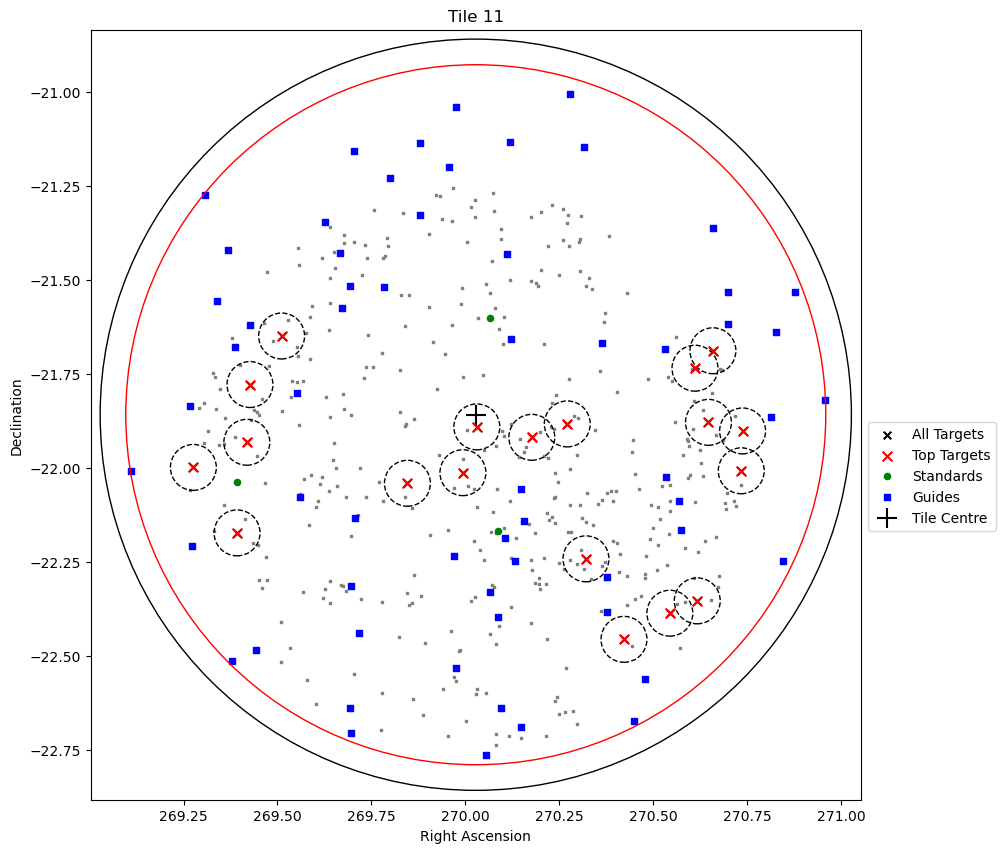 Tile 11
Declination
−21.00
−21.25
−21.50
−21.75
−22.00
−22.25
−22.50
−22.75
269.25
269.50
269.75
270.00
270.25
270.50
270.75
271.00
Right Ascension
All Targets
Top Targets
Standards
Guides
Tile Centre